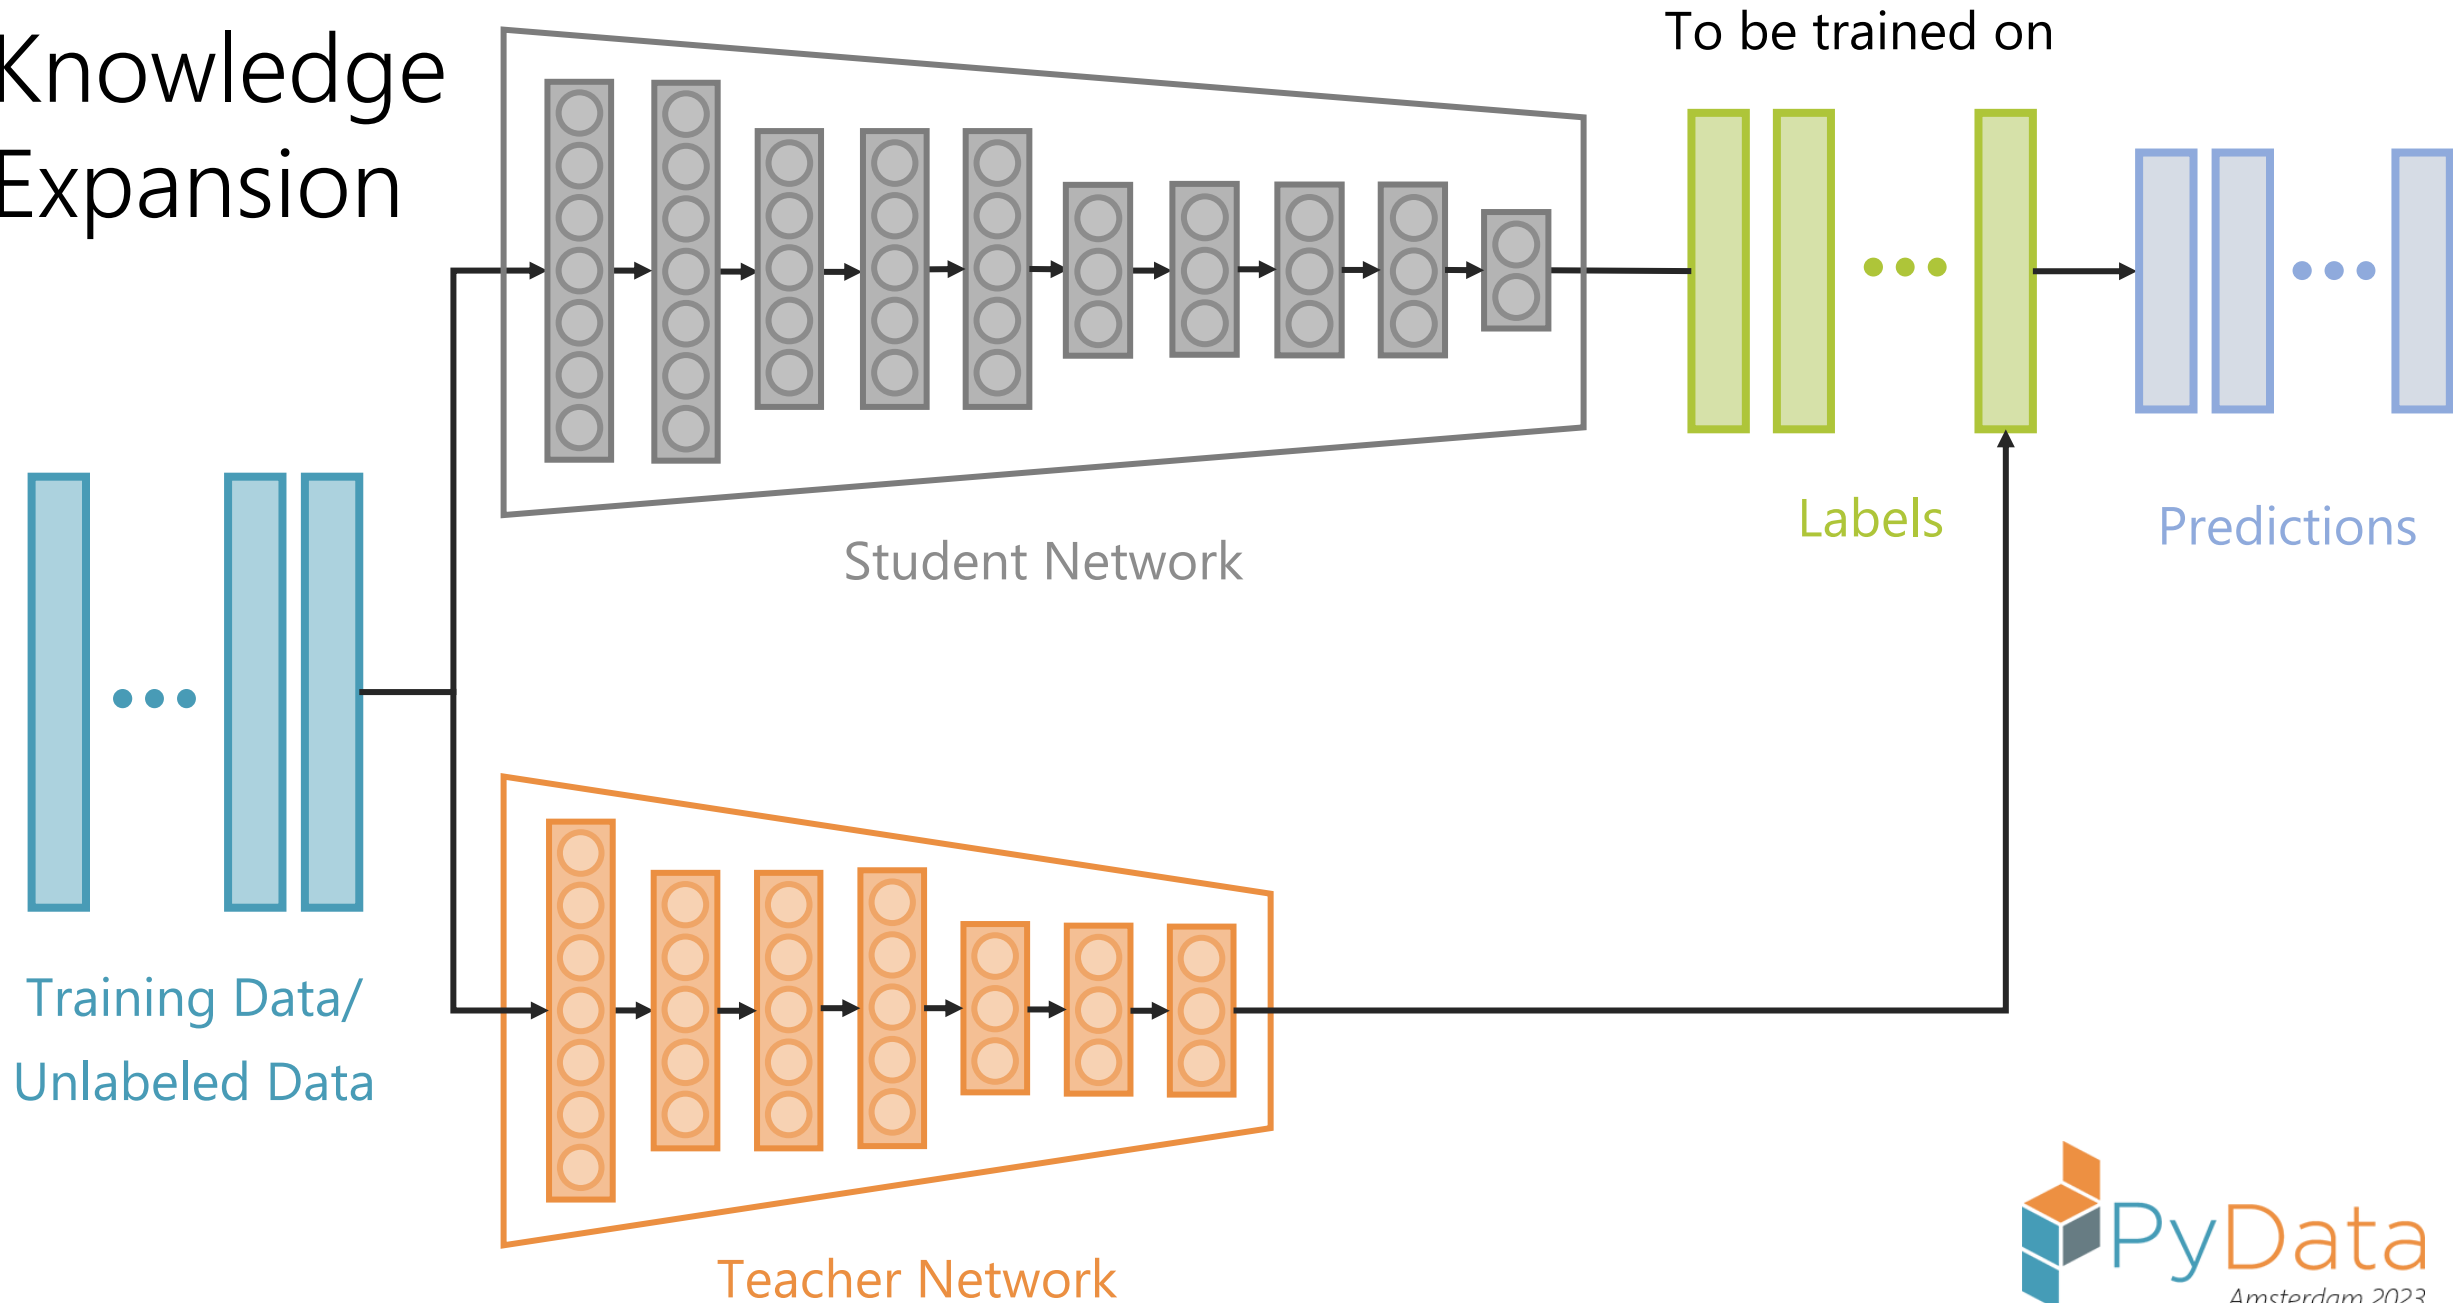 Knowledge
Expansion
To be trained on
Labels
Predictions
Student Network
Training Data/
Unlabeled Data
Teacher Network
PyData
Amsterdam 2023